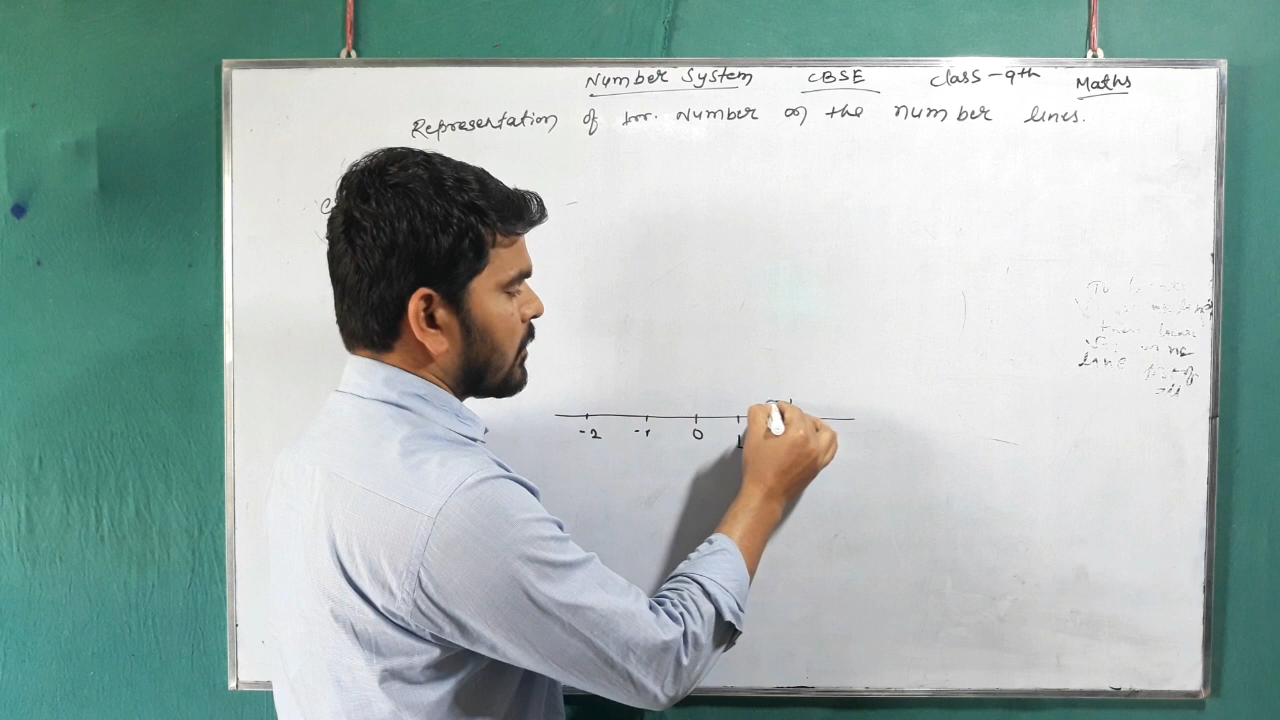 Number System CBSE Class-9th Maths
Representation of Irr. Number on the number lines.
-2 -1 0 1